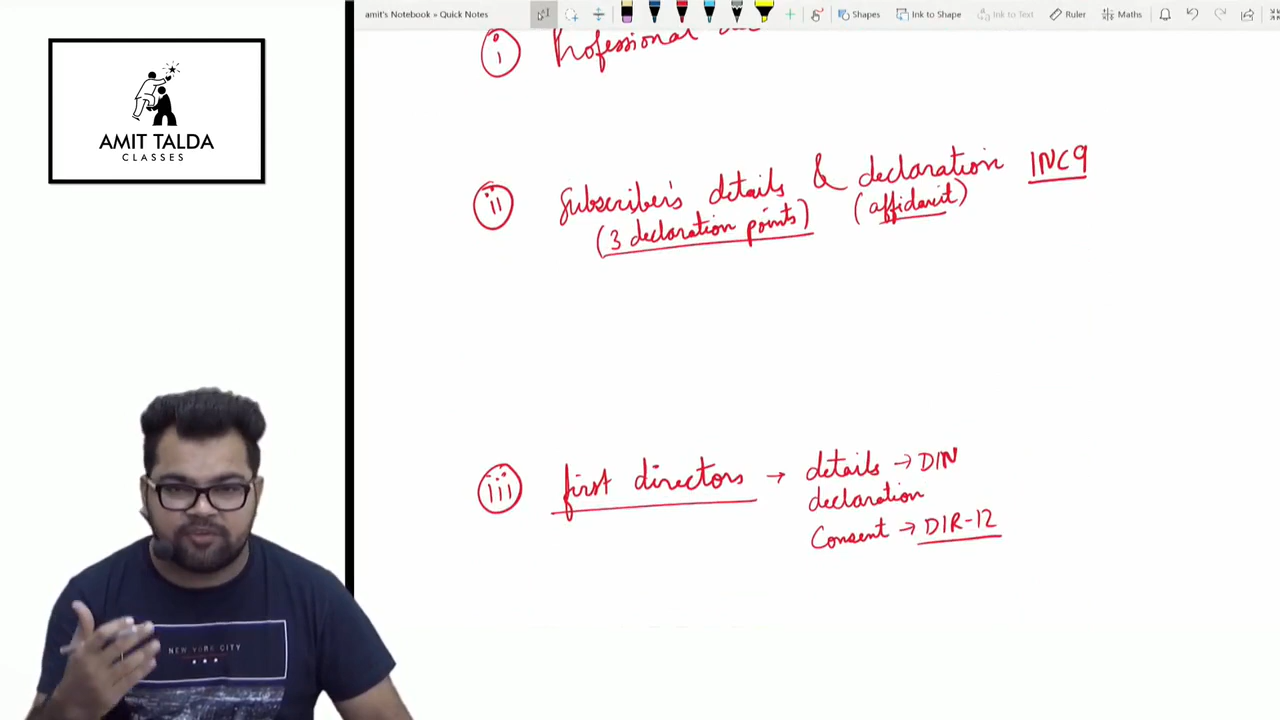 amit's Notebook » Quick Notes
Shapes
Ink to Shape
Ink to Text
Ruler
Maths
AMIT TALDA
CLASSES
i Professional
ii Subscriber's details & declaration INC9
(3 declaration points) (affidavit)
iii first directors → details → DIN
declaration
Consent → DIR-12
NEW YORK CITY